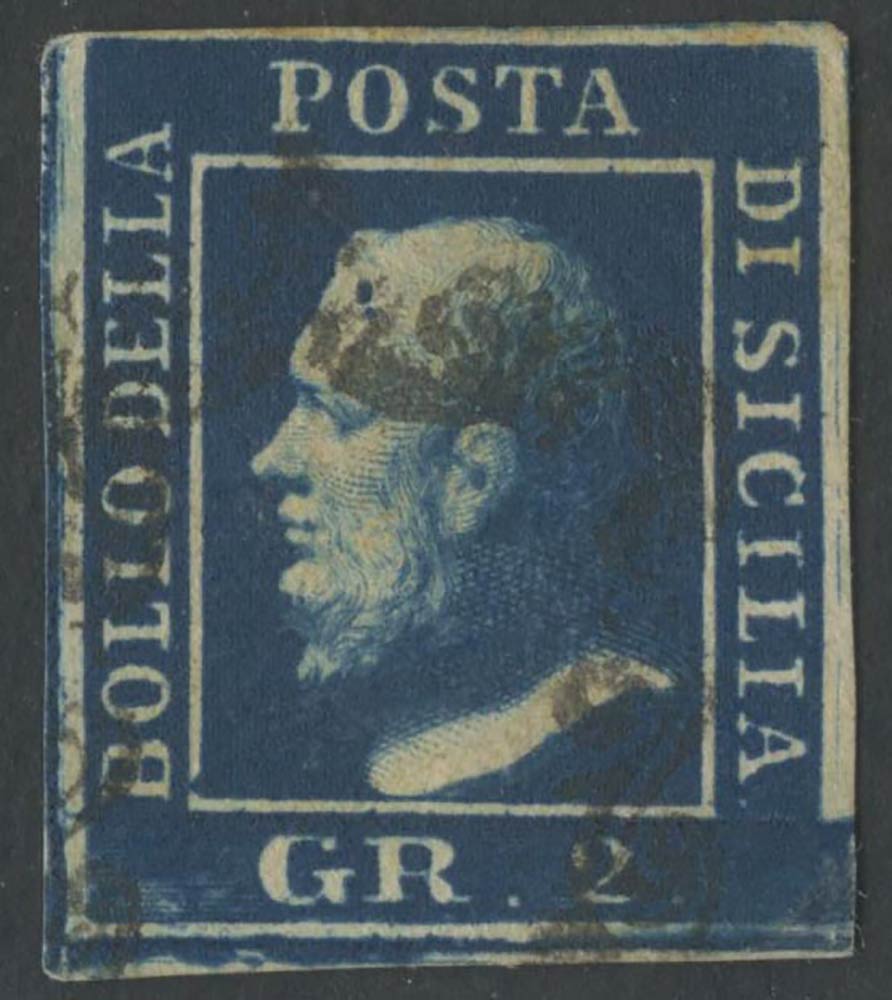 BOLLO DELLA
POSTA
DI SICILIA
GR. 2